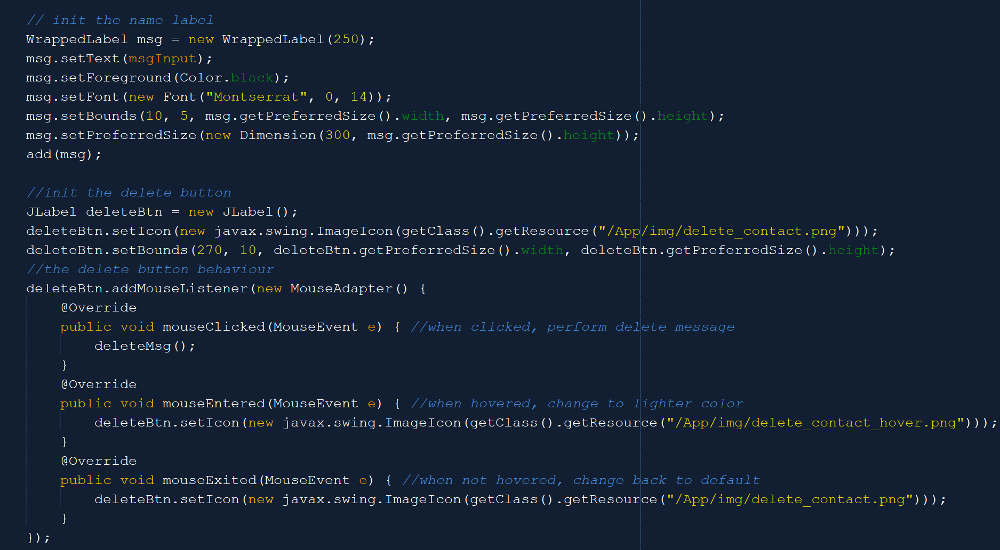 // init the name label
WrappedLabel msg = new WrappedLabel(250);
msg.setText(msgInput);
msg.setForeground(Color.black);
msg.setFont(new Font("Montserrat", 0, 14));
msg.setBounds(10, 5, msg.getPreferredSize().width, msg.getPreferredSize().height);
msg.setPreferredSize(new Dimension(300, msg.getPreferredSize().height));
add(msg);

//init the delete button
JLabel deleteBtn = new JLabel();
deleteBtn.setIcon(new javax.swing.ImageIcon(getClass().getResource("/App/img/delete_contact.png")));
deleteBtn.setBounds(270, 10, deleteBtn.getPreferredSize().width, deleteBtn.getPreferredSize().height);
//the delete button behaviour
deleteBtn.addMouseListener(new MouseAdapter() {
    @Override
    public void mouseClicked(MouseEvent e) { //when clicked, perform delete message
        deleteMsg();
    }
    @Override
    public void mouseEntered(MouseEvent e) { //when hovered, change to lighter color
        deleteBtn.setIcon(new javax.swing.ImageIcon(getClass().getResource("/App/img/delete_contact_hover.png")));
    }
    @Override
    public void mouseExited(MouseEvent e) { //when not hovered, change back to default
        deleteBtn.setIcon(new javax.swing.ImageIcon(getClass().getResource("/App/img/delete_contact.png")));
    }
});